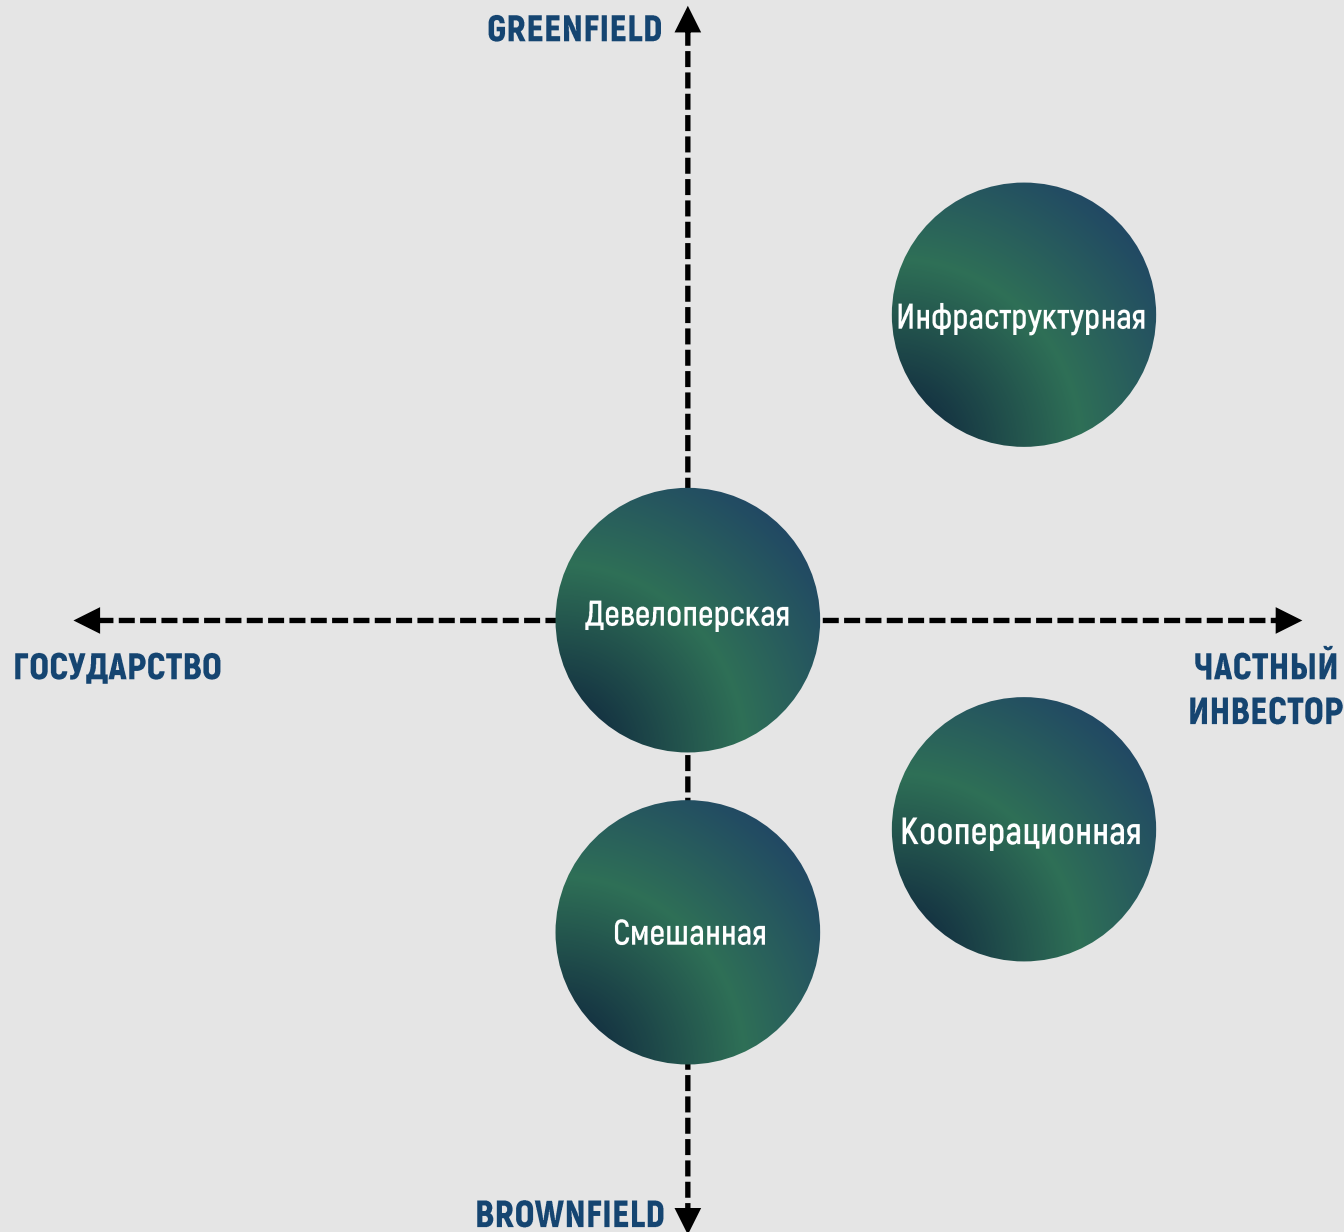 GREENFIELD
Инфраструктурная
Девелоперская
ГОСУДАРСТВО
ЧАСТНЫЙ
ИНВЕСТОР
Кооперационная
Смешанная
BROWNFIELD